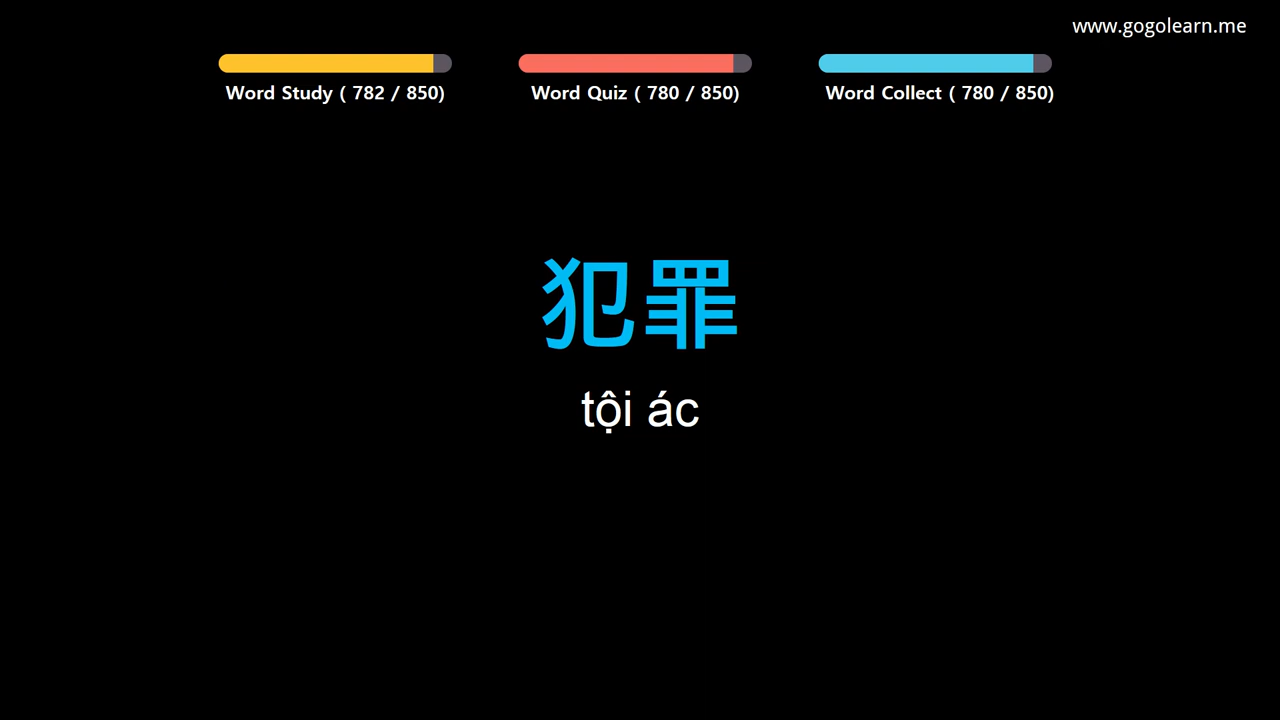 www.gogolearn.me
Word Study ( 782 / 850)
Word Quiz ( 780 / 850)
Word Collect ( 780 / 850)
犯罪
tội ác